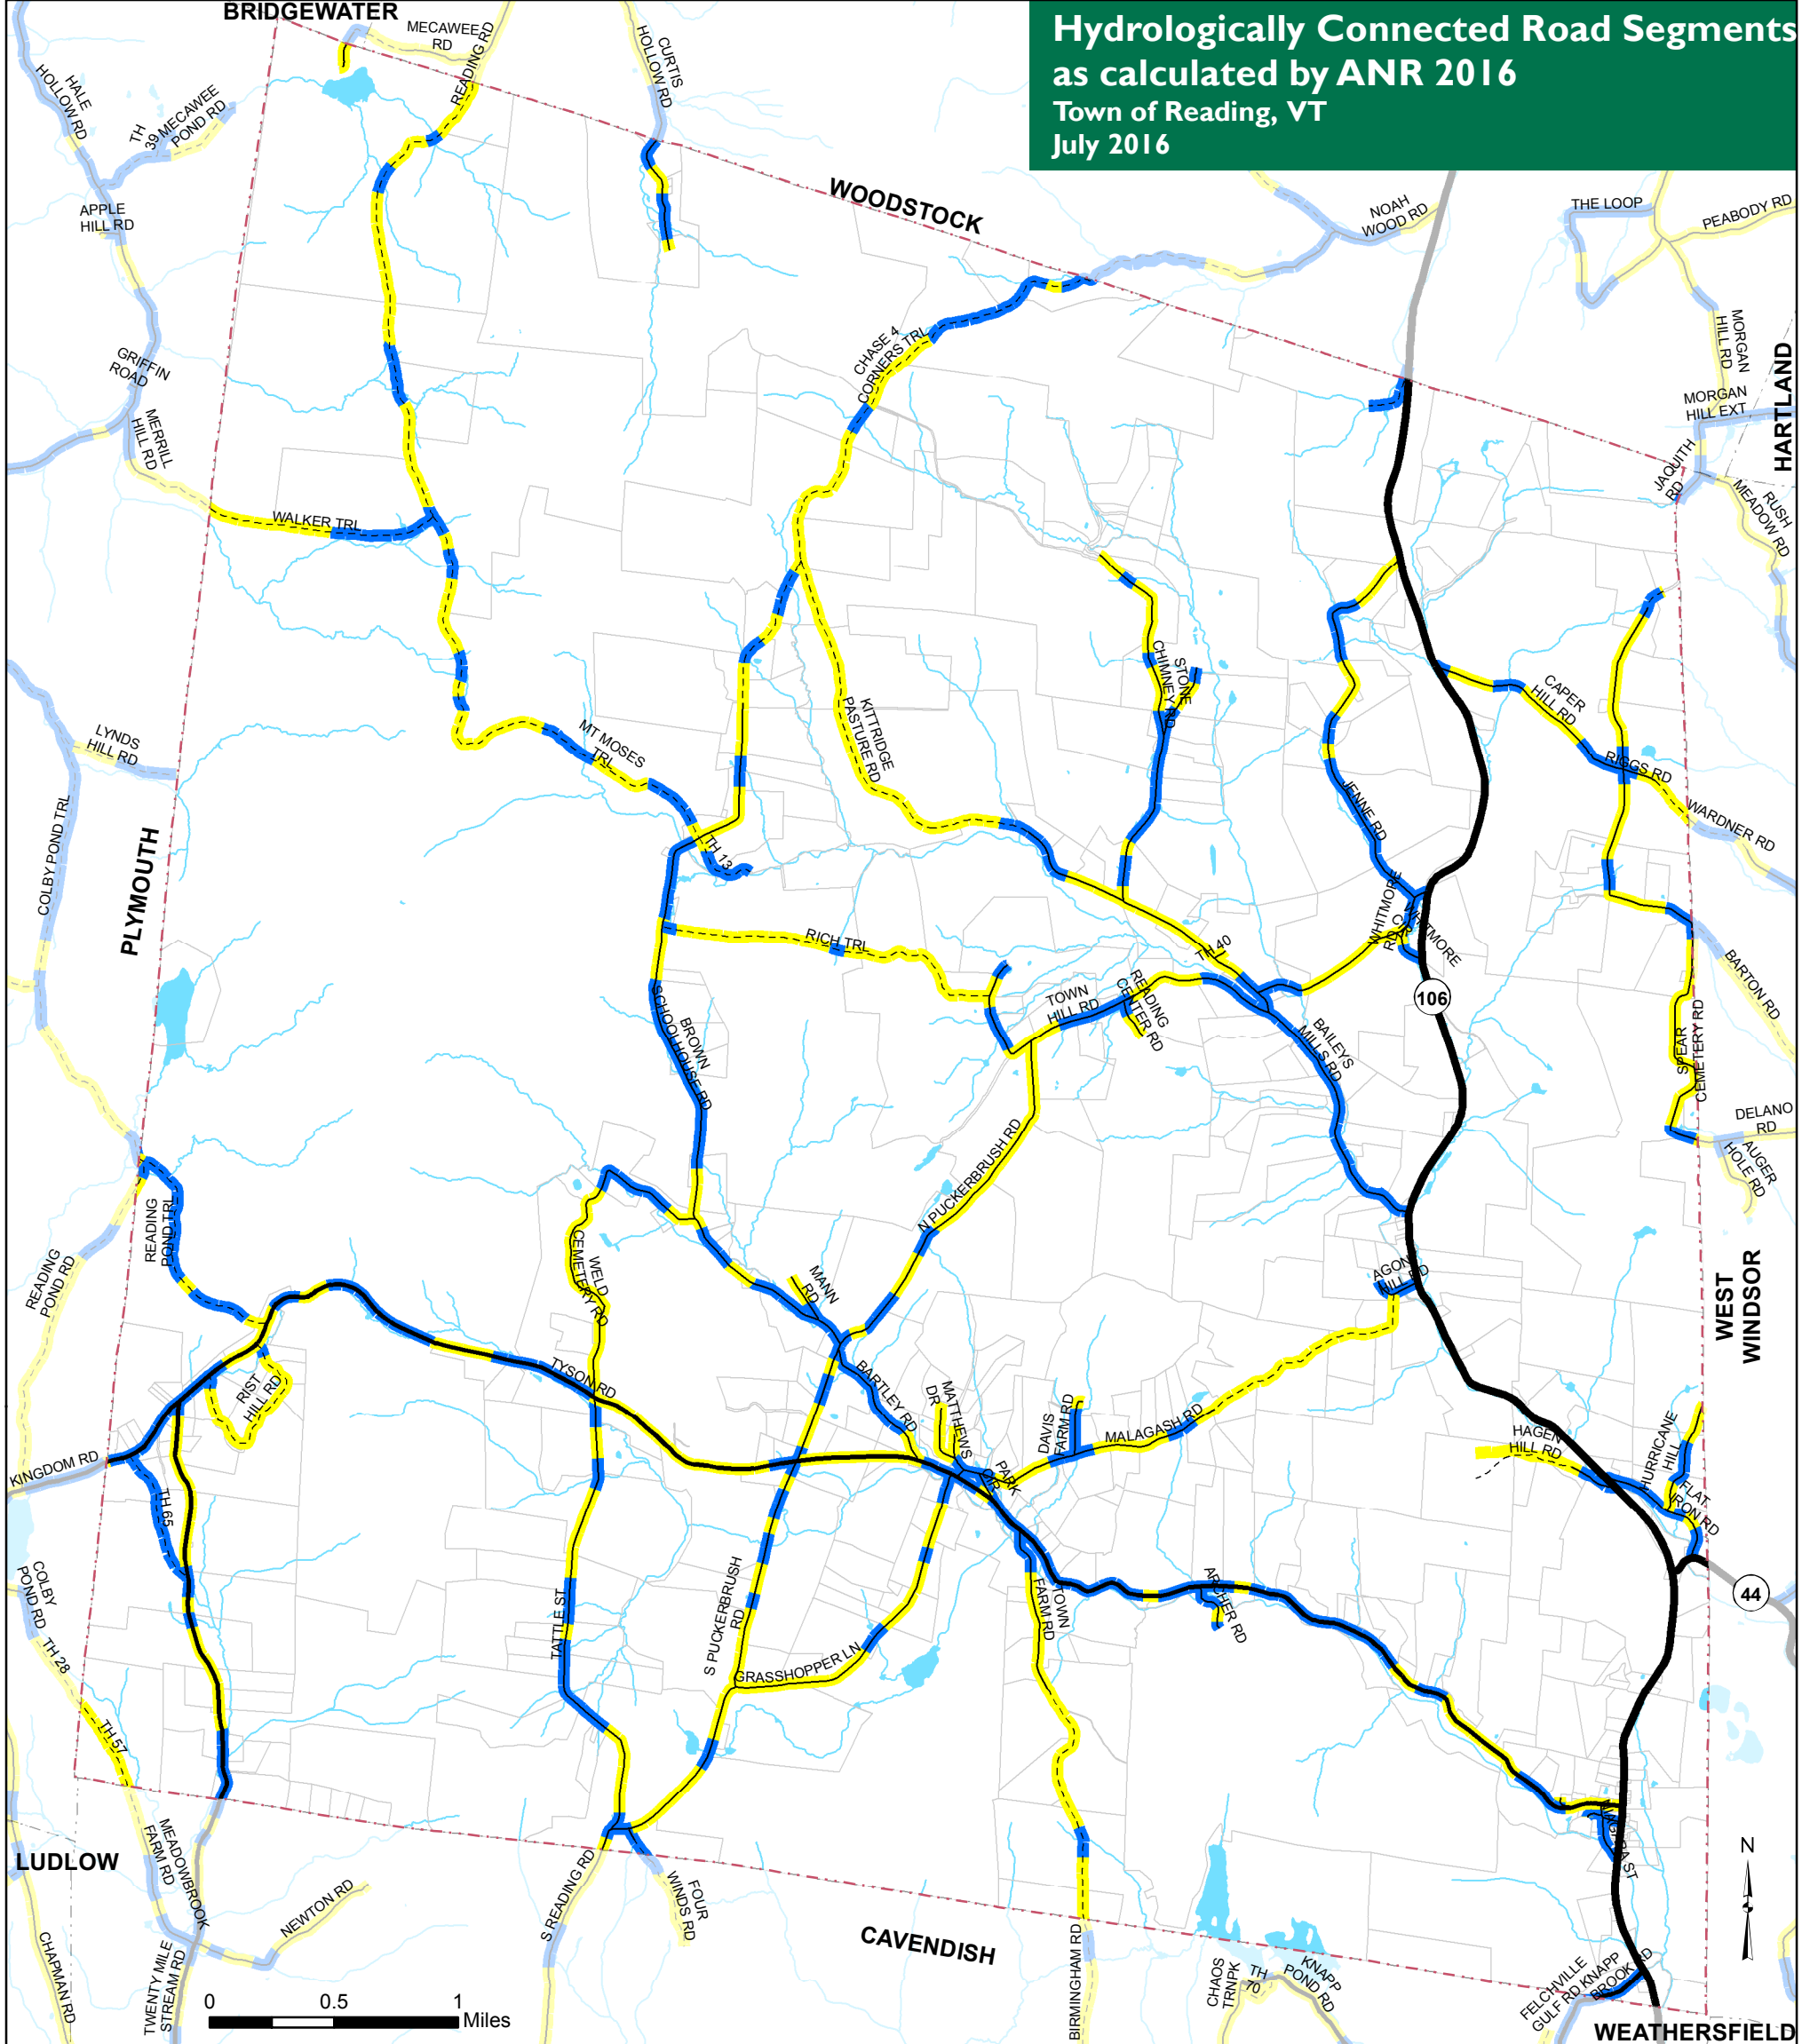 Hydrologically Connected Road Segments
as calculated by ANR 2016
Town of Reading, VT
July 2016
BRIDGEWATER
MECAWEE
RD
READING RD
CURTIS
HOLLOW RD
HALE
HOLLOW RD
TH
39 MECAWEE
POND RD
APPLE
HILL RD
WOODSTOCK
NOAH
WOOD RD
THE LOOP
PEABODY RD
MORGAN
HILL RD
HARTLAND
MORGAN
HILL EXT
JAQUITH
RD
RUSH
MEADOW RD
GRIFFIN
ROAD
MERRILL
HILL RD
CHASE 4
CORNERS TRL
WALKER TRL
STONE
CHIMNEY RD
CAPER
HILL RD
RIGGS RD
WARDNER RD
KITTRIDGE
PASTURE RD
MT MOSES
TRL
LYNDS
HILL RD
COLBY POND TRL
PLYMOUTH
JENNE RD
TH 13
WHITMORE
RD
WHITMORE
CIR
RICH TRL
TH 40
BARTON RD
106
TOWN
HILL RD
READING
CENTER RD
BROWN
SCHOOLHOUSE RD
BAILEYS
MILLS RD
SPEAR
CEMETERY RD
DELANO
RD
AUGER
HOLE RD
READING
POND TRL
READING
POND RD
N PUCKERBRUSH RD
WELD
CEMETERY RD
MANN
RD
AGON
HILL RD
WEST
WINDSOR
TYSON RD
BARTLEY RD
RIST
HILL RD
MATTHEWS
DR
DAVIS
FARM RD
MALAGASH RD
PARK
CIR
HAGEN
HILL RD
HURRICANE
HILL
FLAT
IRON RD
KINGDOM RD
TH 65
COLBY
POND RD
TH 28
TH 57
TATTLE ST
S PUCKERBRUSH
RD
GRASSHOPPER LN
TOWN
FARM RD
ARCHER RD
44
LUDLOW
MEADOWBROOK
FARM RD
NEWTON RD
S READING RD
FOUR
WINDS RD
CAVENDISH
CHAPMAN RD
TWENTY MILE
STREAM RD
BIRMINGHAM RD
CHAOS
TRNPK
TH
70
KNAPP
POND RD
FELCHVILLE
GULF RD
KNAPP
BROOK RD
N
0 0.5 1
Miles
WEATHERSFIELD